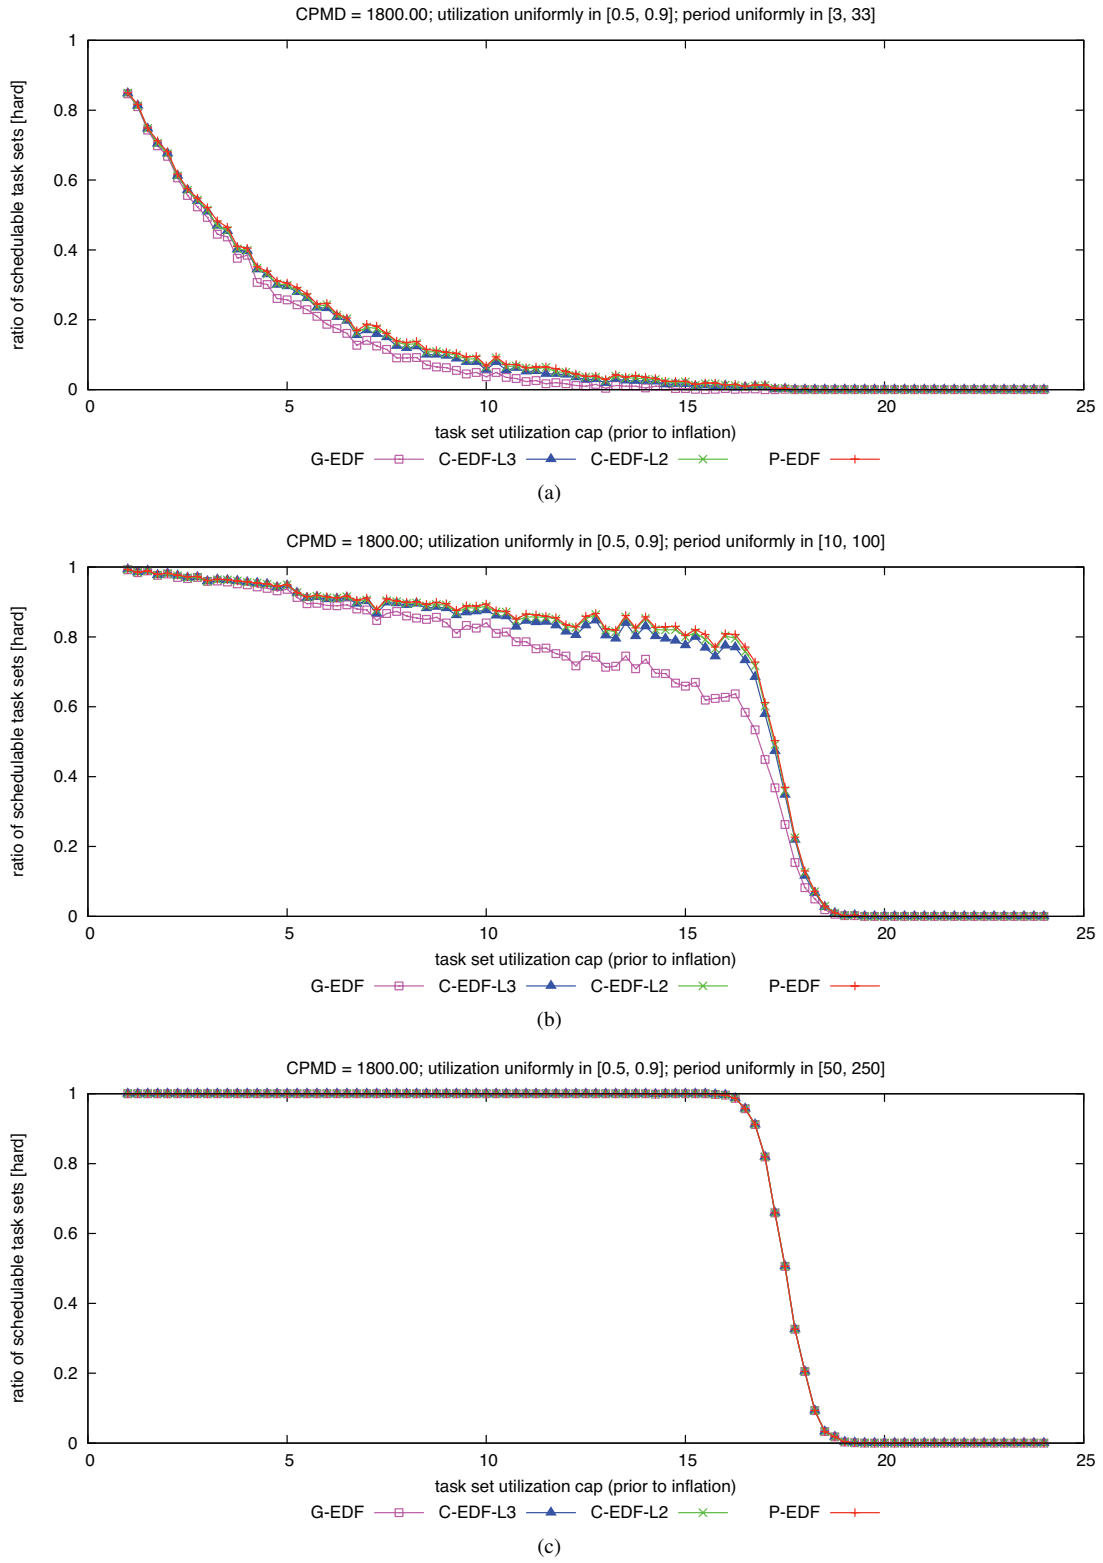 CPMD = 1800.00; utilization uniformly in [0.5, 0.9]; period uniformly in [3, 33]
ratio of schedulable task sets [hard]
1
0.8
0.6
0.4
0.2
0
0 5 10 15 20 25
task set utilization cap (prior to inflation)
G-EDF C-EDF-L3 C-EDF-L2 P-EDF
(a)
CPMD = 1800.00; utilization uniformly in [0.5, 0.9]; period uniformly in [10, 100]
ratio of schedulable task sets [hard]
1
0.8
0.6
0.4
0.2
0
0 5 10 15 20 25
task set utilization cap (prior to inflation)
G-EDF C-EDF-L3 C-EDF-L2 P-EDF
(b)
CPMD = 1800.00; utilization uniformly in [0.5, 0.9]; period uniformly in [50, 250]
ratio of schedulable task sets [hard]
1
0.8
0.6
0.4
0.2
0
0 5 10 15 20 25
task set utilization cap (prior to inflation)
G-EDF C-EDF-L3 C-EDF-L2 P-EDF
(c)